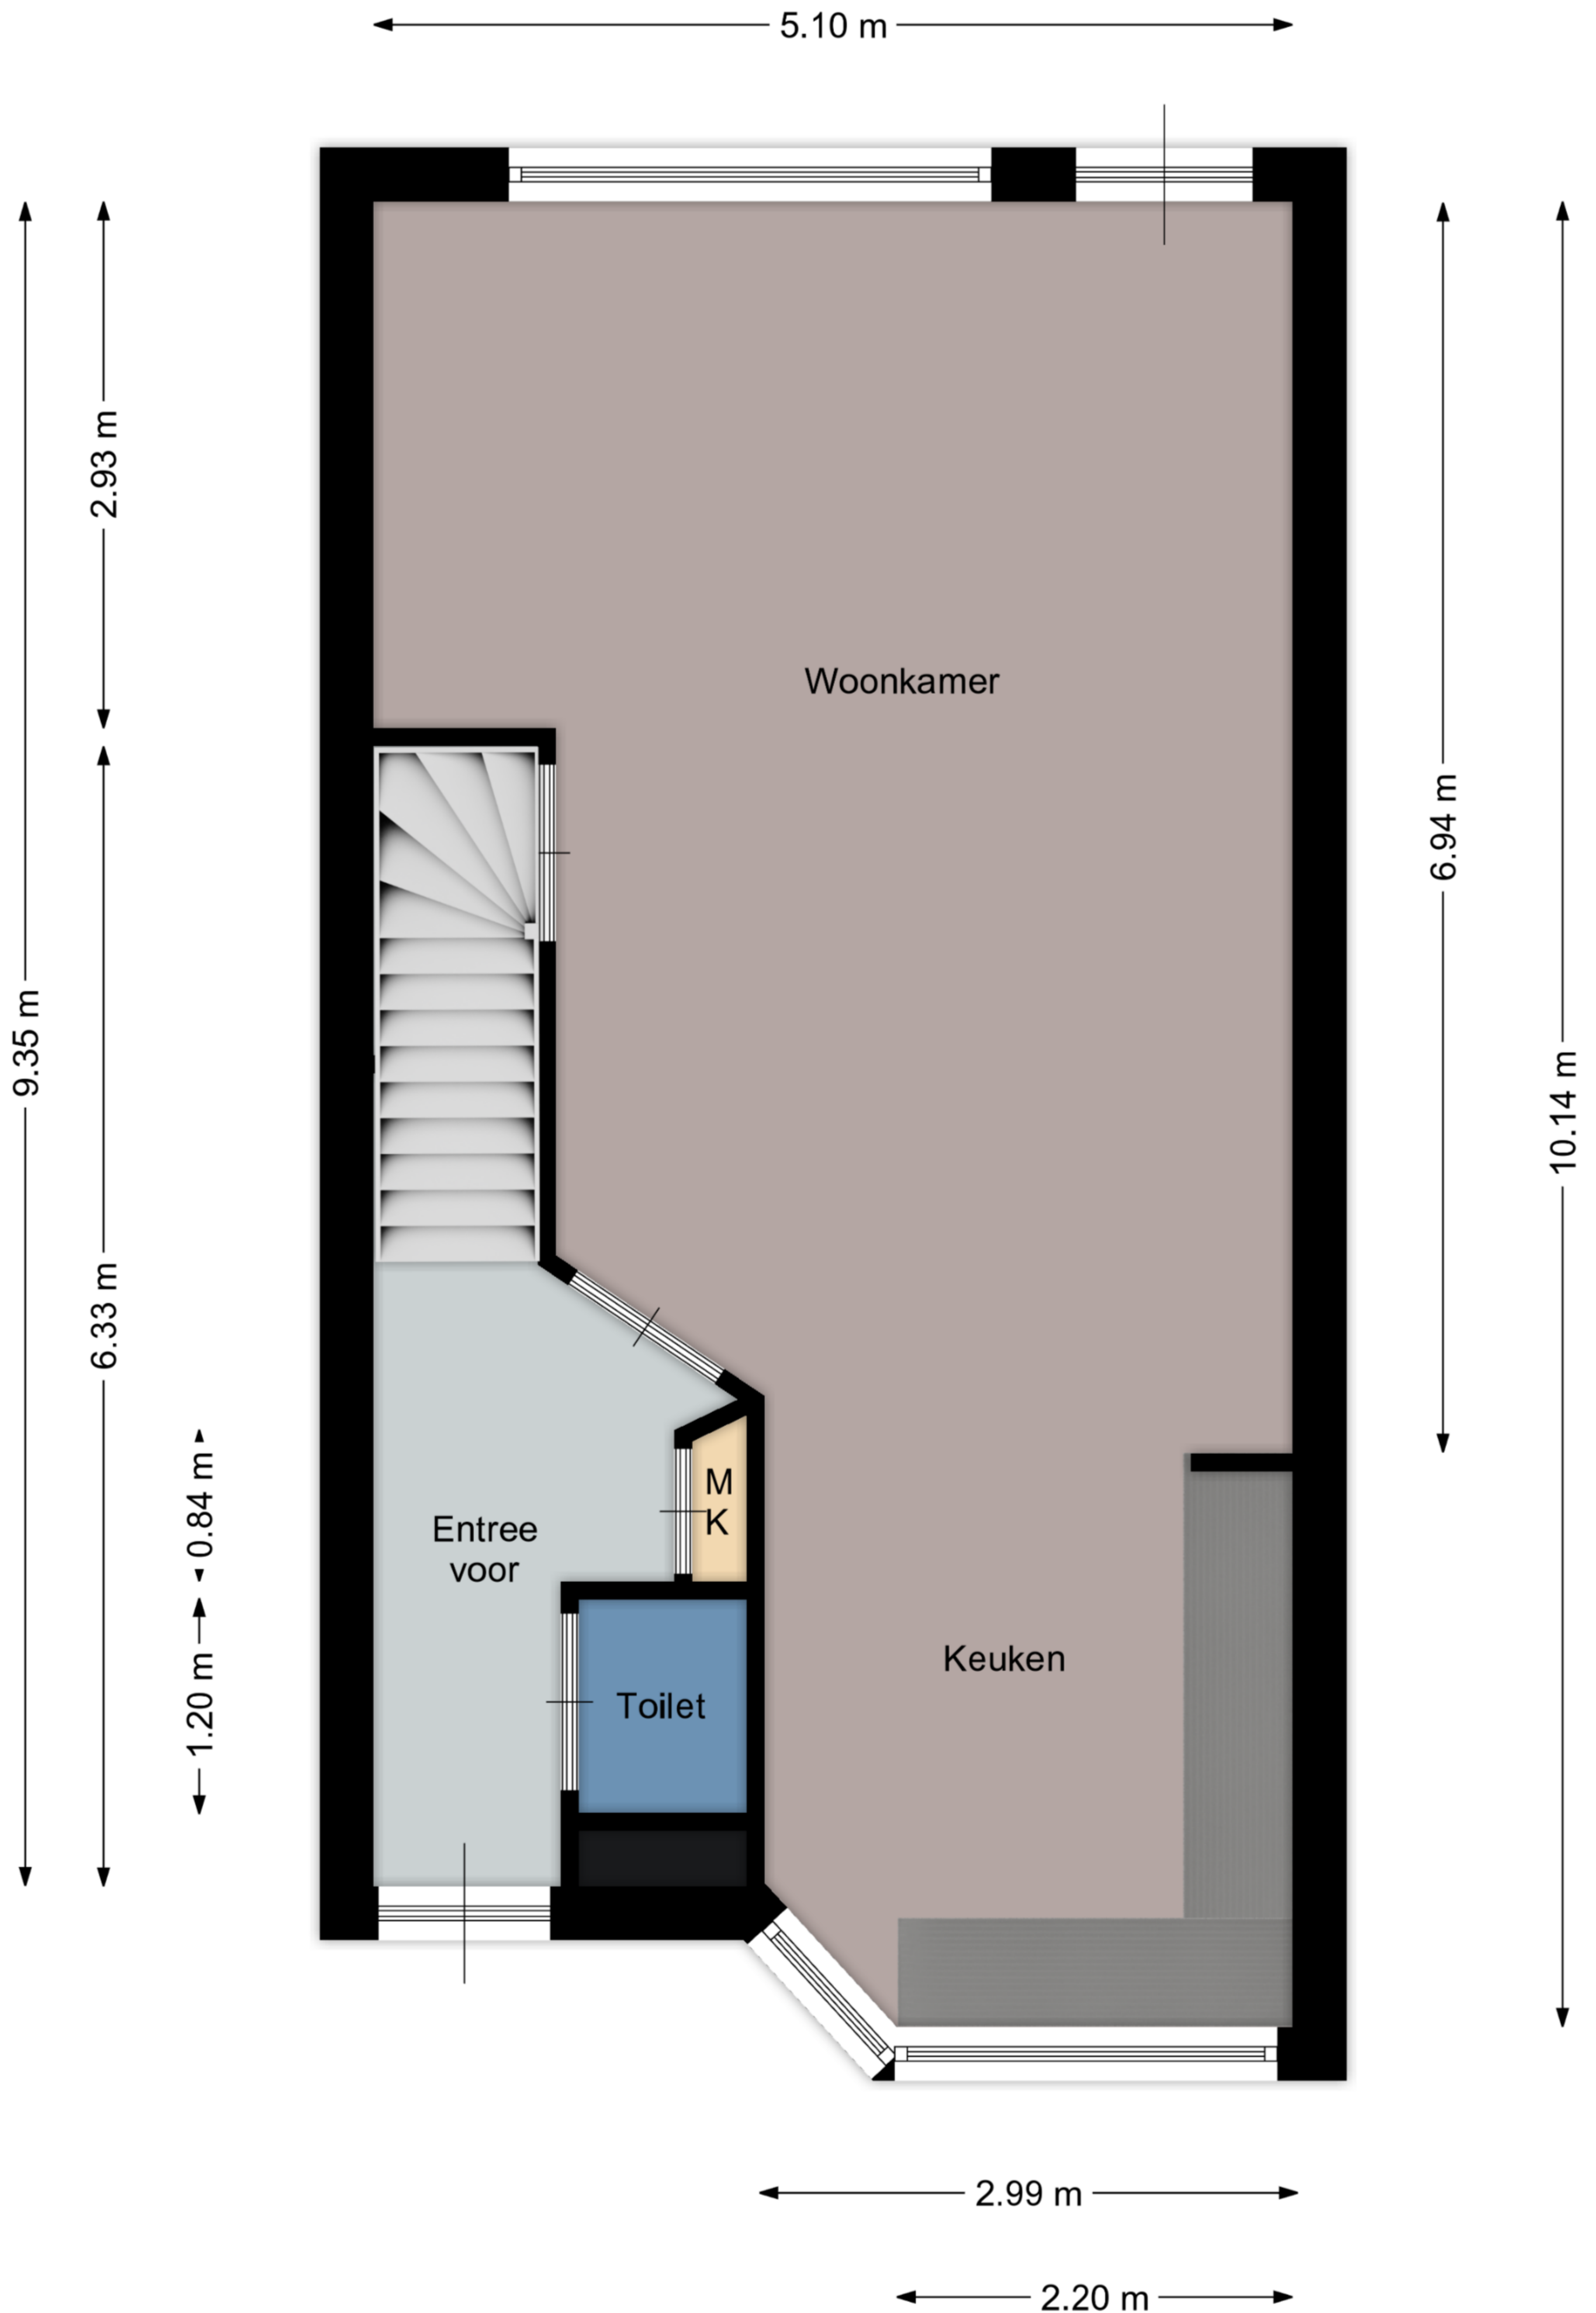 5.10 m
2.93 m
Woonkamer
6.94 m
9.35 m
10.14 m
6.33 m
0.84 m
M
K
Entree
voor
Keuken
1.20 m
Toilet
2.99 m
2.20 m